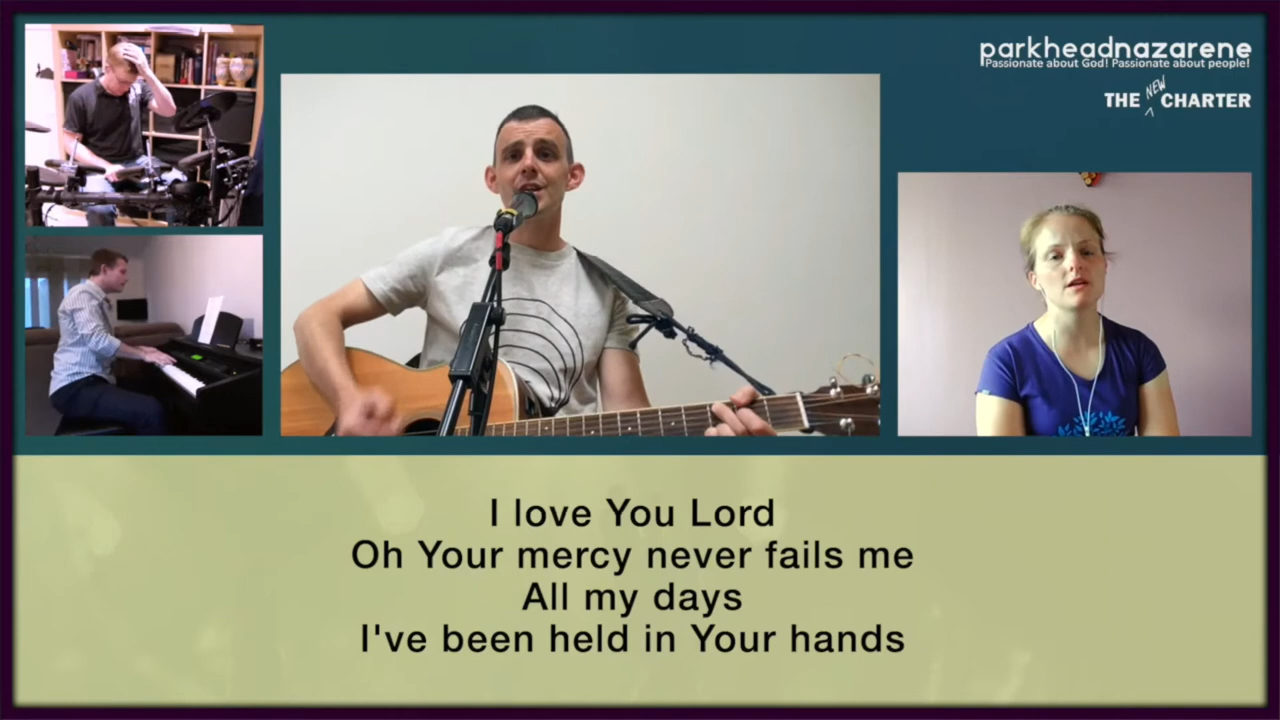 parkheadnazarene
Passionate about God! Passionate about people!
THE NEW CHARTER
I love You Lord
Oh Your mercy never fails me
All my days
I've been held in Your hands